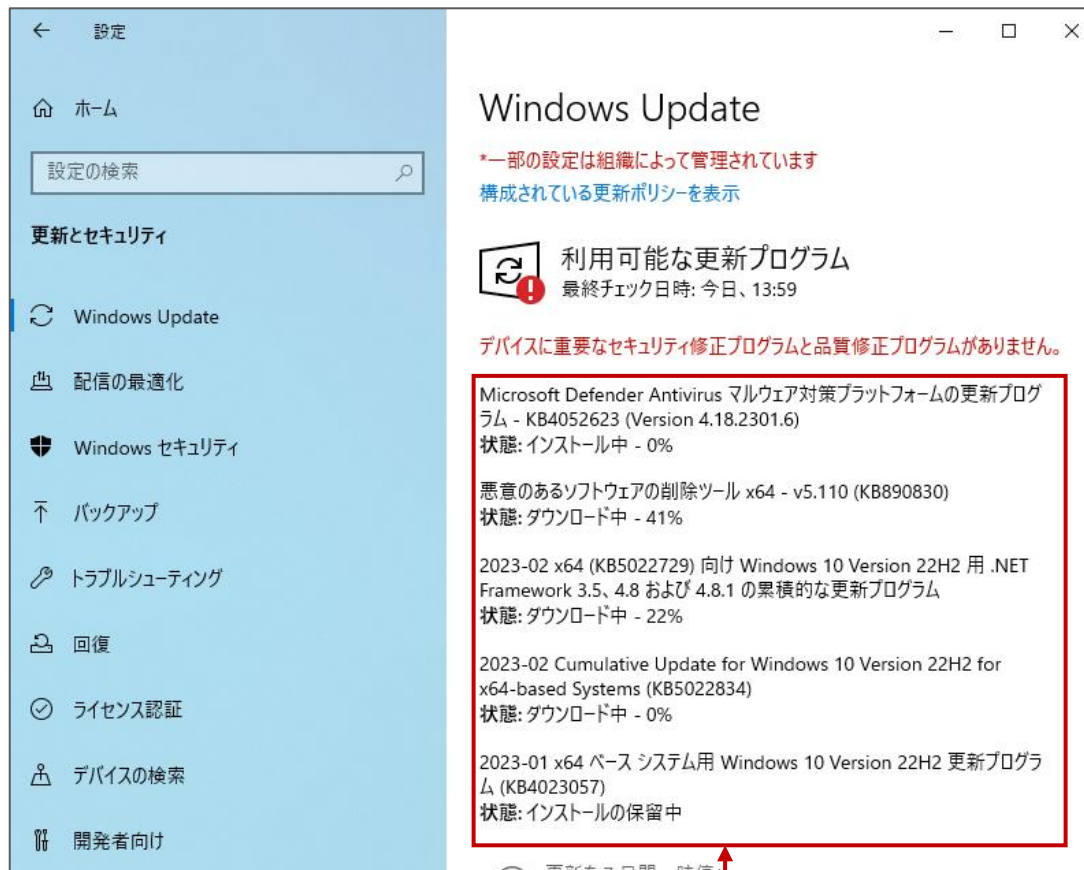 設定
ホーム
設定の検索
更新とセキュリティ
Windows Update
配信の最適化
Windows セキュリティ
バックアップ
トラブルシューティング
回復
ライセンス認証
デバイスの検索
開発者向け
Windows Update
*一部の設定は組織によって管理されています
構成されている更新ポリシーを表示
利用可能な更新プログラム
最終チェック日時: 今日、13:59
デバイスに重要なセキュリティ修正プログラムと品質修正プログラムがありません。
Microsoft Defender Antivirus マルウェア対策プラットフォームの更新プログ
ラム - KB4052623 (Version 4.18.2301.6)
状態: インストール中 - 0%
悪意のあるソフトウェアの削除ツール x64 - v5.110 (KB890830)
状態: ダウンロード中 - 41%
2023-02 x64 (KB5022729) 向け Windows 10 Version 22H2 用 .NET
Framework 3.5、4.8 および 4.8.1 の累積的な更新プログラム
状態: ダウンロード中 - 22%
2023-02 Cumulative Update for Windows 10 Version 22H2 for
x64-based Systems (KB5022834)
状態: ダウンロード中 - 0%
2023-01 x64 ベース システム用 Windows 10 Version 22H2 更新プログラ
ム (KB4023057)
状態: インストールの保留中